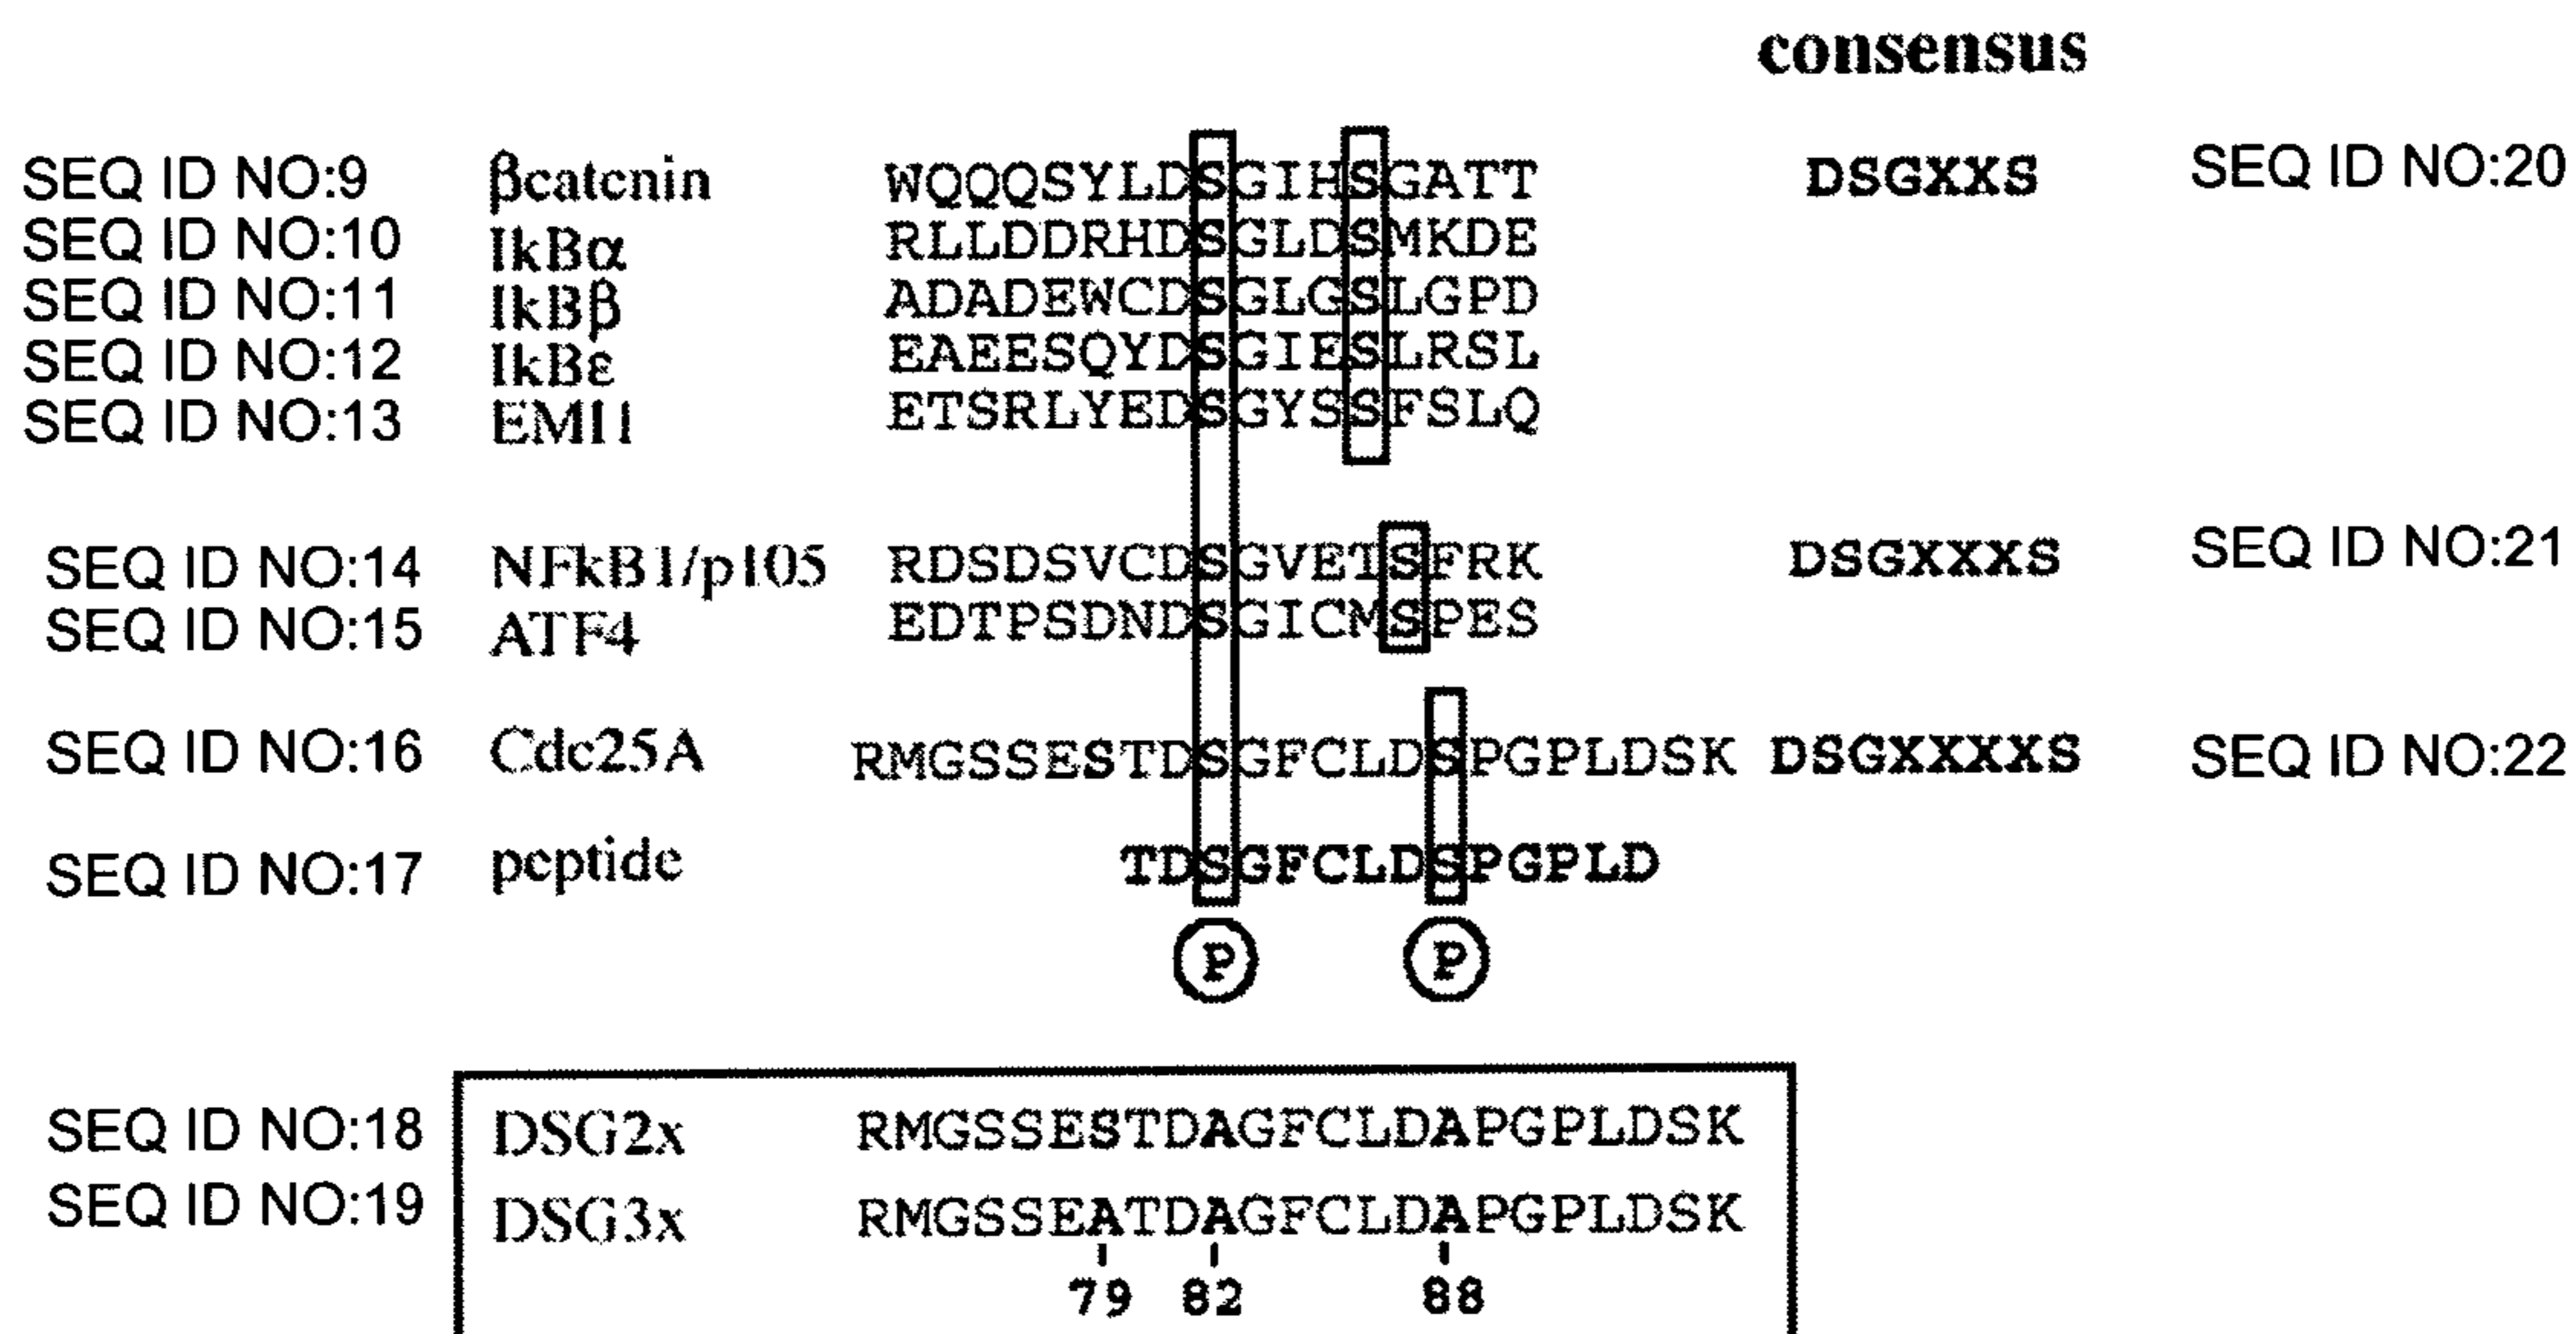 consensus
SEQ ID NO:9 βcatenin WQQQSYLDSGIHSGATT DSGXXS SEQ ID NO:20
SEQ ID NO:10 IkBα RLLDDRHDSGLDSMKDE
SEQ ID NO:11 IkBβ ADADEWCDSGLGSLGPD
SEQ ID NO:12 IkBε EAEESQYDSGIESLRSL
SEQ ID NO:13 EMI1 ETSRLYEDSGYSSFSLQ
SEQ ID NO:14 NFkB1/p105 RDSDSVCDSGVETSFRK DSGXXXS SEQ ID NO:21
SEQ ID NO:15 ATF4 EDTPSDNDSGICMSPES
SEQ ID NO:16 Cdc25A RMGSSESTDSGFCLDSPGPLDSK DSGXXXXS SEQ ID NO:22
SEQ ID NO:17 peptide TDSGFCLDSPGPLD
P P
SEQ ID NO:18 DSG2x RMGSSESTDAGFCLDAPGPLDSK
SEQ ID NO:19 DSG3x RMGSSEATDAGFCLDAPGPLDSK
79 82 88